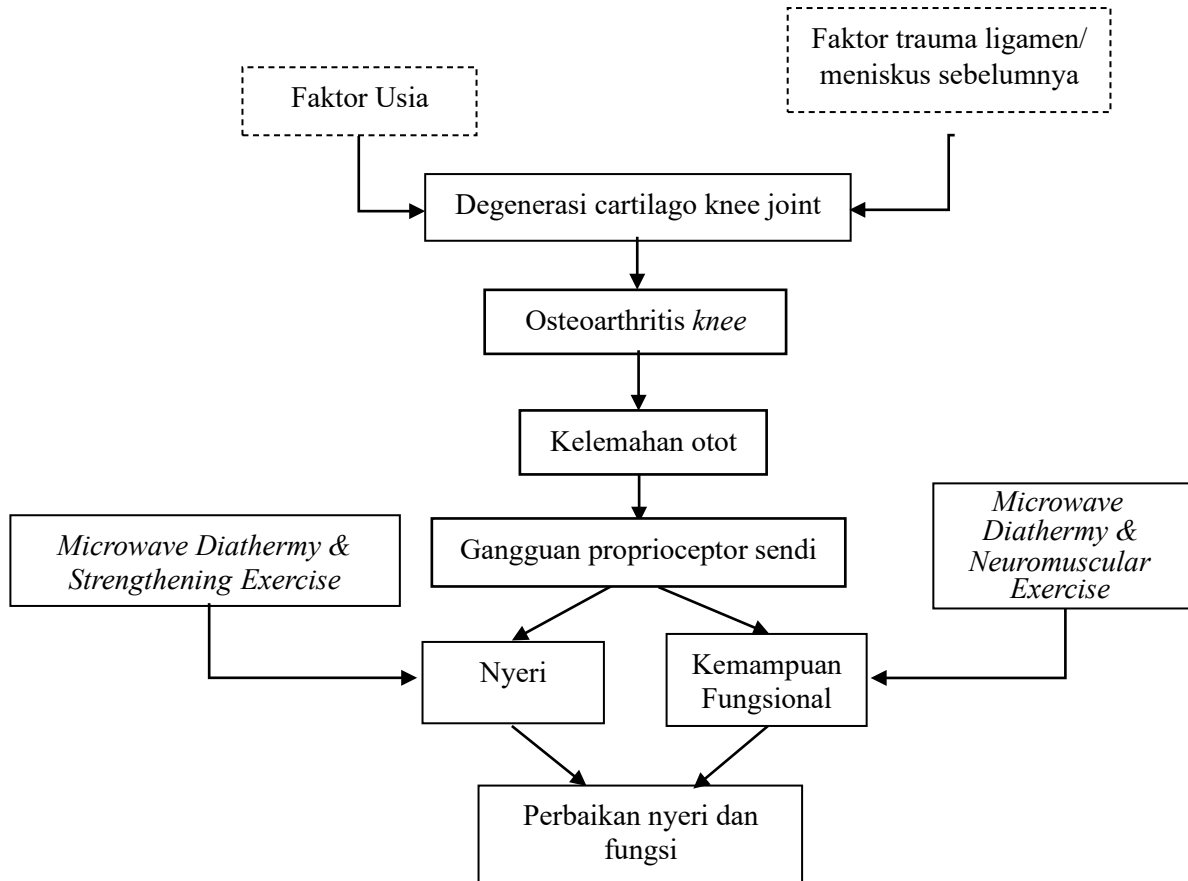 Faktor Usia
Faktor trauma ligamen/
meniskus sebelumnya
Degenerasi cartilago knee joint
Osteoarthritis knee
Kelemahan otot
Microwave Diathermy &
Strengthening Exercise
Gangguan proprioceptor sendi
Microwave
Diathermy &
Neuromuscular
Exercise
Nyeri
Kemampuan
Fungsional
Perbaikan nyeri dan
fungsi